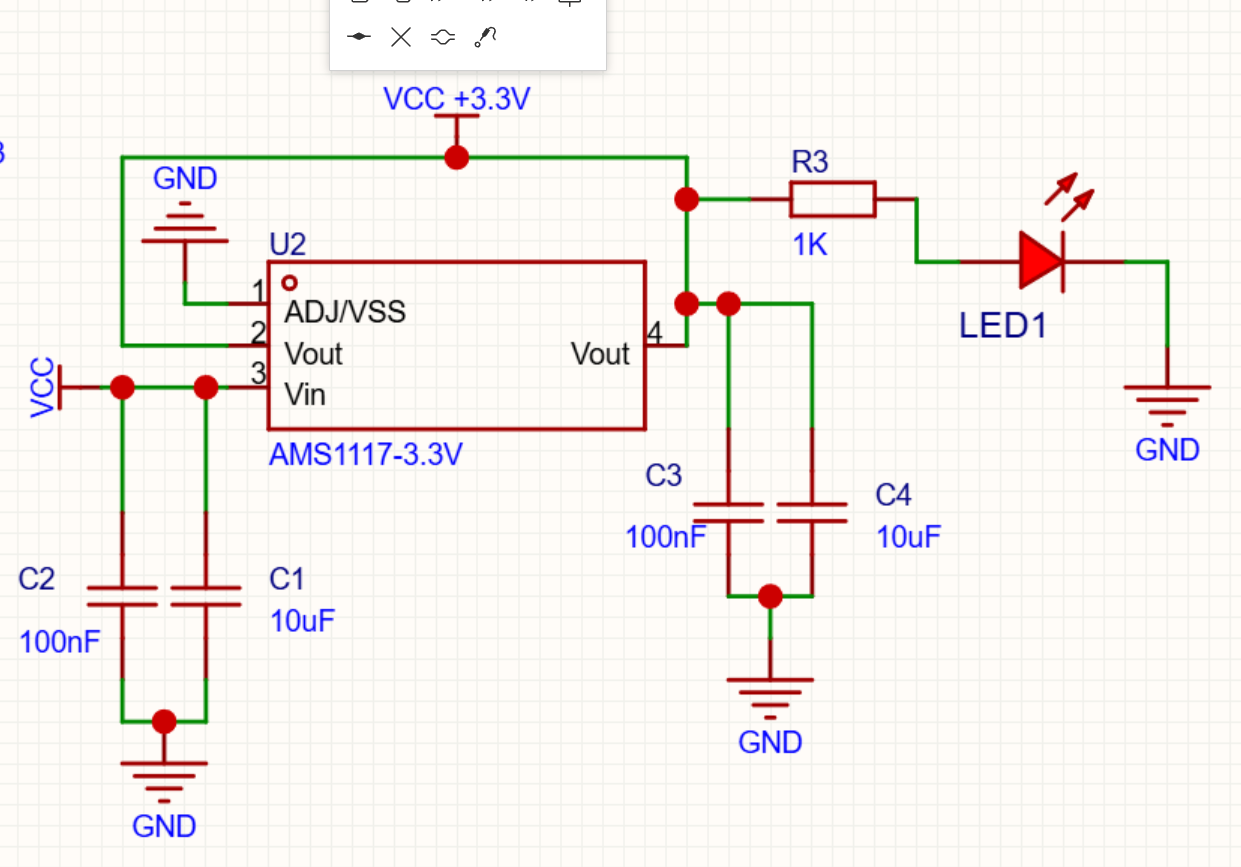 VCC +3.3V
GND
R3
1K
U2
1
ADJ/VSS
2
Vout
3
Vin
Vout
4
VCC
AMS1117-3.3V
LED1
GND
C3
100nF
C4
10uF
C2
100nF
C1
10uF
GND
GND